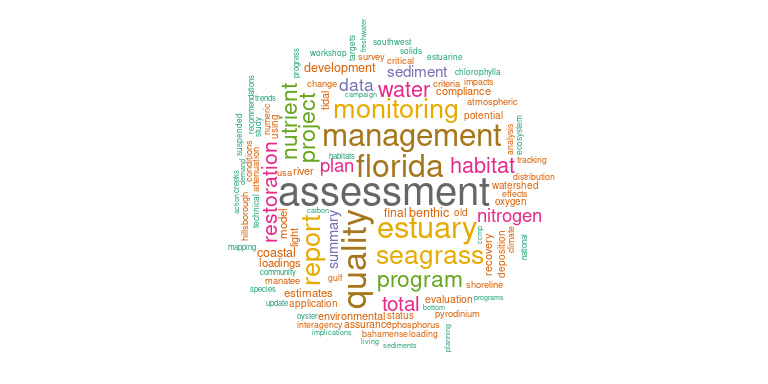 freshwater
southwest
targets
workshop
solids
survey
estuarine
progress
critical
development
sediment
chlorophylla
change
data
criteria
impacts
campaign
water
compliance
recommendations
trends
nutrient
project
tidal
monitoring
atmospheric
numeric
using
potential
study
suspended
management
analysis
ecosystem
conditions
restoration
habitats
plan
florida
habitat
tracking
demand
attenuation
usa
river
distribution
creeks
assessment
watershed
effects
action
hillsborough
technical
model
carbon
final
benthic
old
oxygen
nitrogen
light
report
summary
quality
estuary
ccmp
climate
national
mapping
coastal
seagrass
recovery
deposition
loadings
community
manatee
gulf
program
shoreline
species
estimates
total
evaluation
programs
update
application
bottom
oyster
environmental
status
pyrodinium
interagency
assurance
phosphorus
implications
bahamense
loading
living
sediments
planning